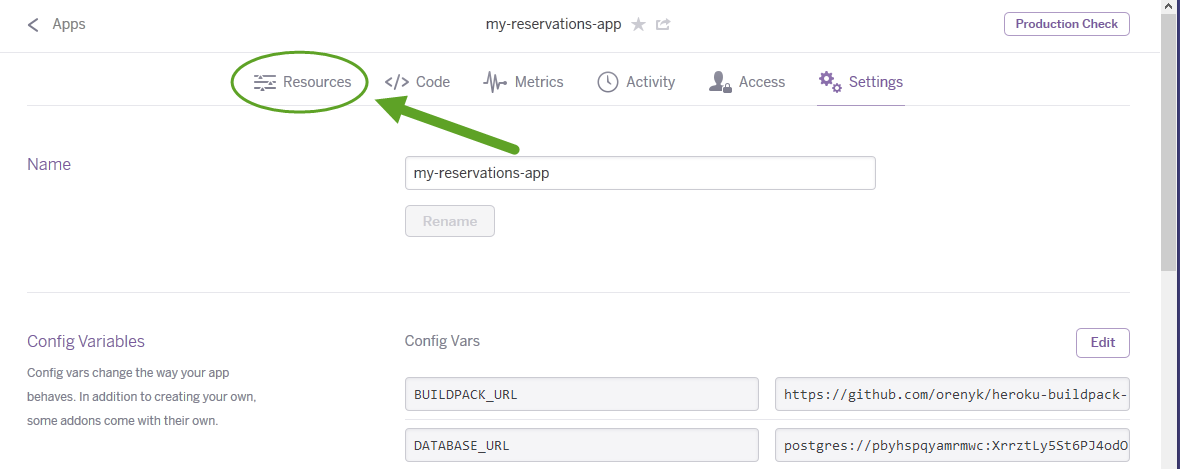 Apps
my-reservations-app
Production Check
Resources
Code
Metrics
Activity
Access
Settings
Name
my-reservations-app
Rename
Config Variables
Config Vars
Edit
Config vars change the way your app
behaves. In addition to creating your own,
some addons come with their own.
BUILDPACK_URL
https://github.com/orenyk/heroku-buildpack-
DATABASE_URL
postgres://pbyhspqyamrmwc:XrrztLy5St6PJ4odO